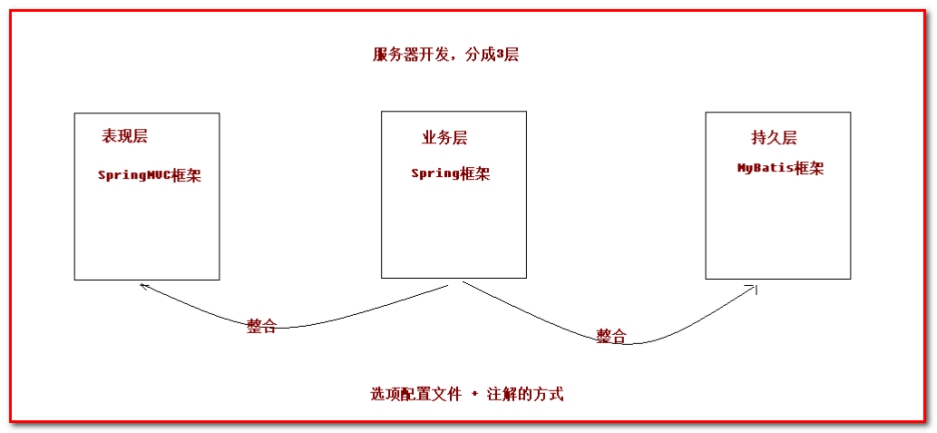 服务器开发，分成3层
表现层
SpringMVC框架
业务层
Spring框架
持久层
MyBatis框架
整合
整合
选项配置文件 + 注解的方式